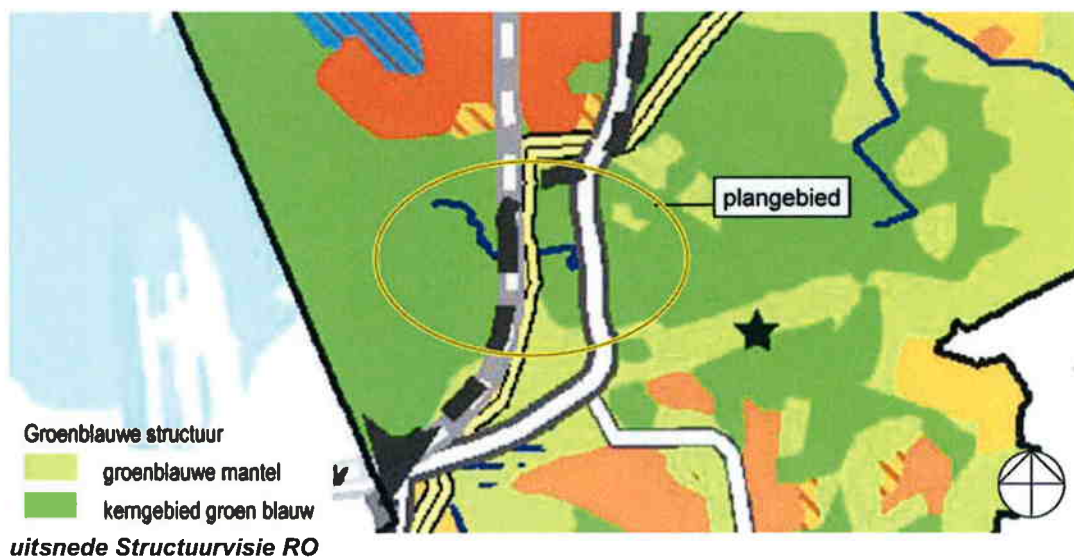 plangebied
Groenblauwe structuur
groenblauwe mantel
kerngebied groen blauw
uitsnede Structuurvisie RO